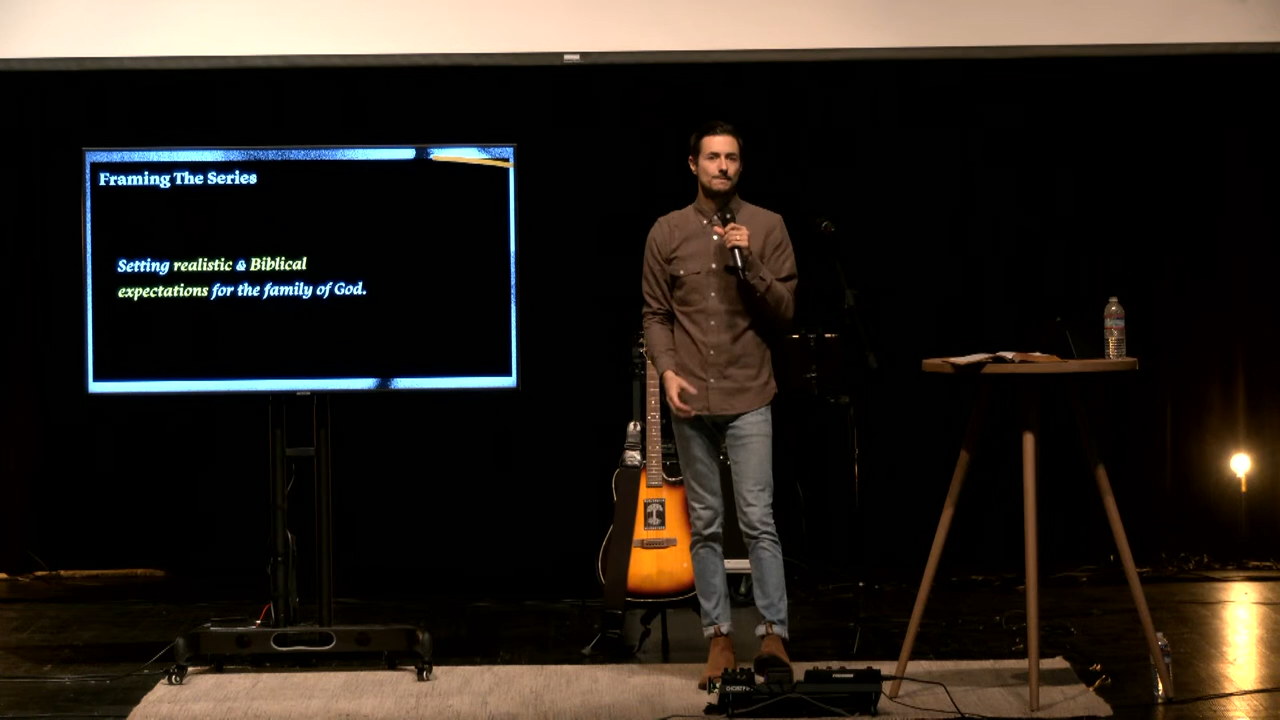 Framing The Series
Setting realistic & Biblical
expectations for the family of God.